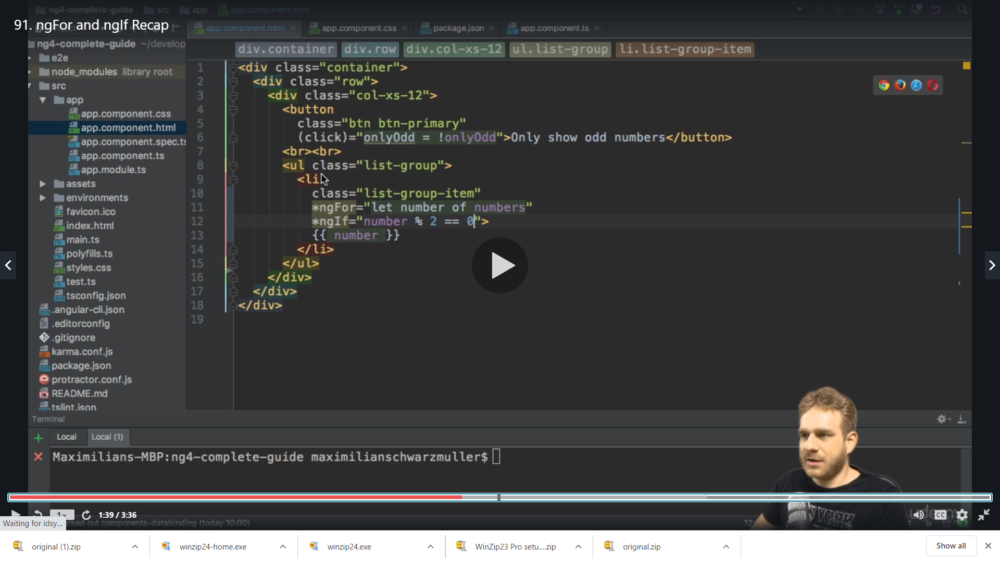 ng4-complete-guide src app app.component.html
91. ngFor and ngIf Recap
app.component.html app.component.css package.json app.component.ts
ng4-complete-guide ~/develop
div.container div.row div.col-xs-12 ul.list-group li.list-group-item
e2e
node_modules library root
src
app
app.component.css
app.component.html
app.component.spec.ts
app.component.ts
app.module.ts
assets
environments
favicon.ico
index.html
main.ts
polyfills.ts
styles.css
test.ts
tsconfig.json
.angular-cli.json
.editorconfig
.gitignore
karma.conf.js
package.json
protractor.conf.js
README.md
tslint.json
1 <div class="container">
2 <div class="row">
3 <div class="col-xs-12">
4 <button
5 class="btn btn-primary"
6 (click)="onlyOdd = !onlyOdd">Only show odd numbers</button>
7 <br><br>
8 <ul class="list-group">
9 <li
10 class="list-group-item"
11 *ngFor="let number of numbers"
12 *ngIf="number % 2 == 0">
13 {{ number }}
14 </li>
15 </ul>
16 </div>
17 </div>
18 </div>
19
Terminal
Local Local (1)
Maximilians-MBP:ng4-complete-guide maximilianschwarzmuller$
1x 1:39 / 3:36
CC
udemy
NEW YORK
Waiting for idsy...
cked out components-databinding (today 10:00)
original (1).zip winzip24-home.exe winzip24.exe WinZip23 Pro setu....zip original.zip Show all